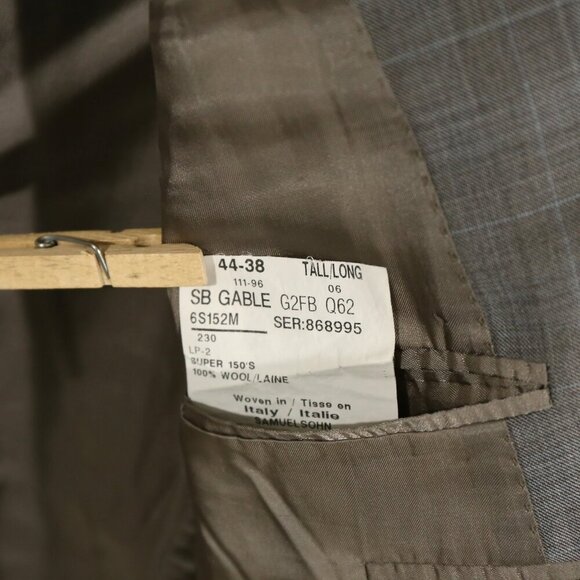 44-38 TALL/LONG
111-96 06
SB GABLE G2FB Q62
6S152M SER:868995
230
LP-2
SUPER 150'S
100% WOOL/LAINE
Woven in / Tisse en
Italy / Italie
SAMUELSOHN